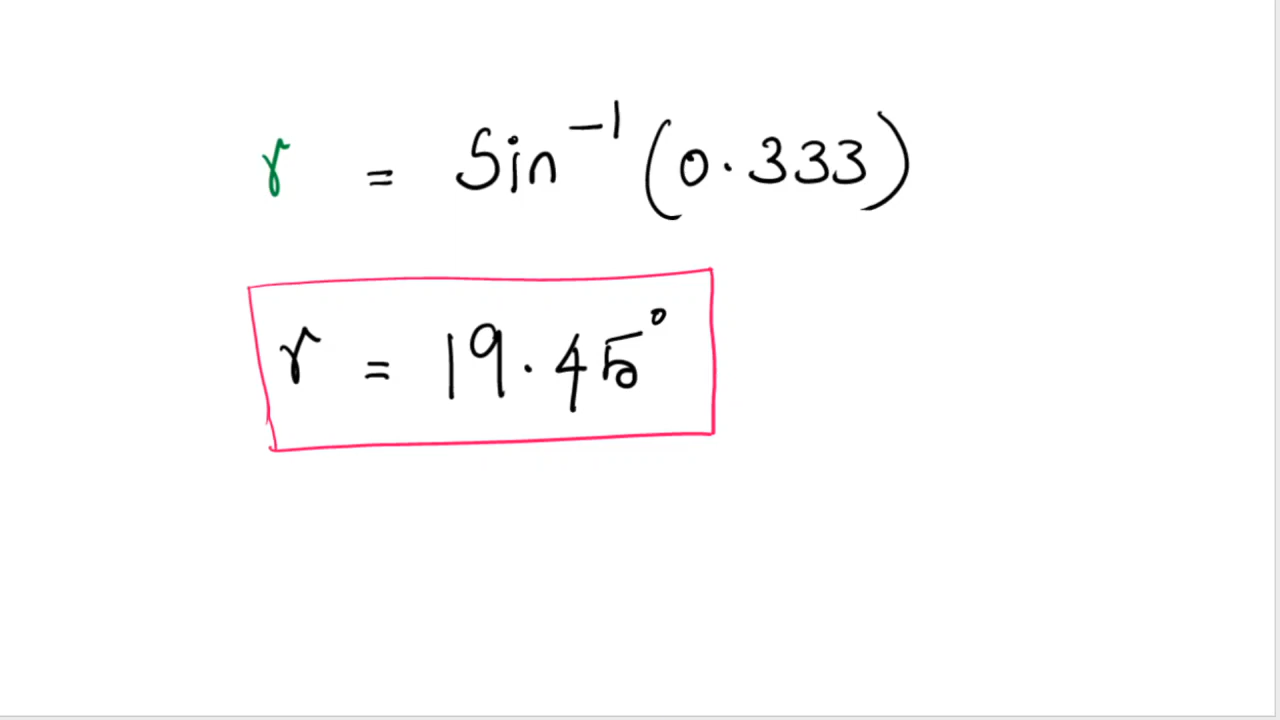 r = Sin⁻¹(0.333)
r = 19.45°